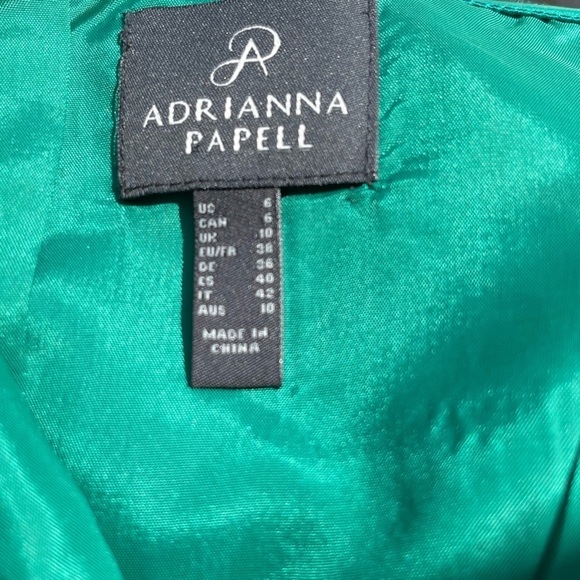 ADRIANNA
PAPELL
US 6
CAN 6
UK 10
EU/FR 38
DE 36
ES 40
IT 42
AUS 10
MADE IN
CHINA